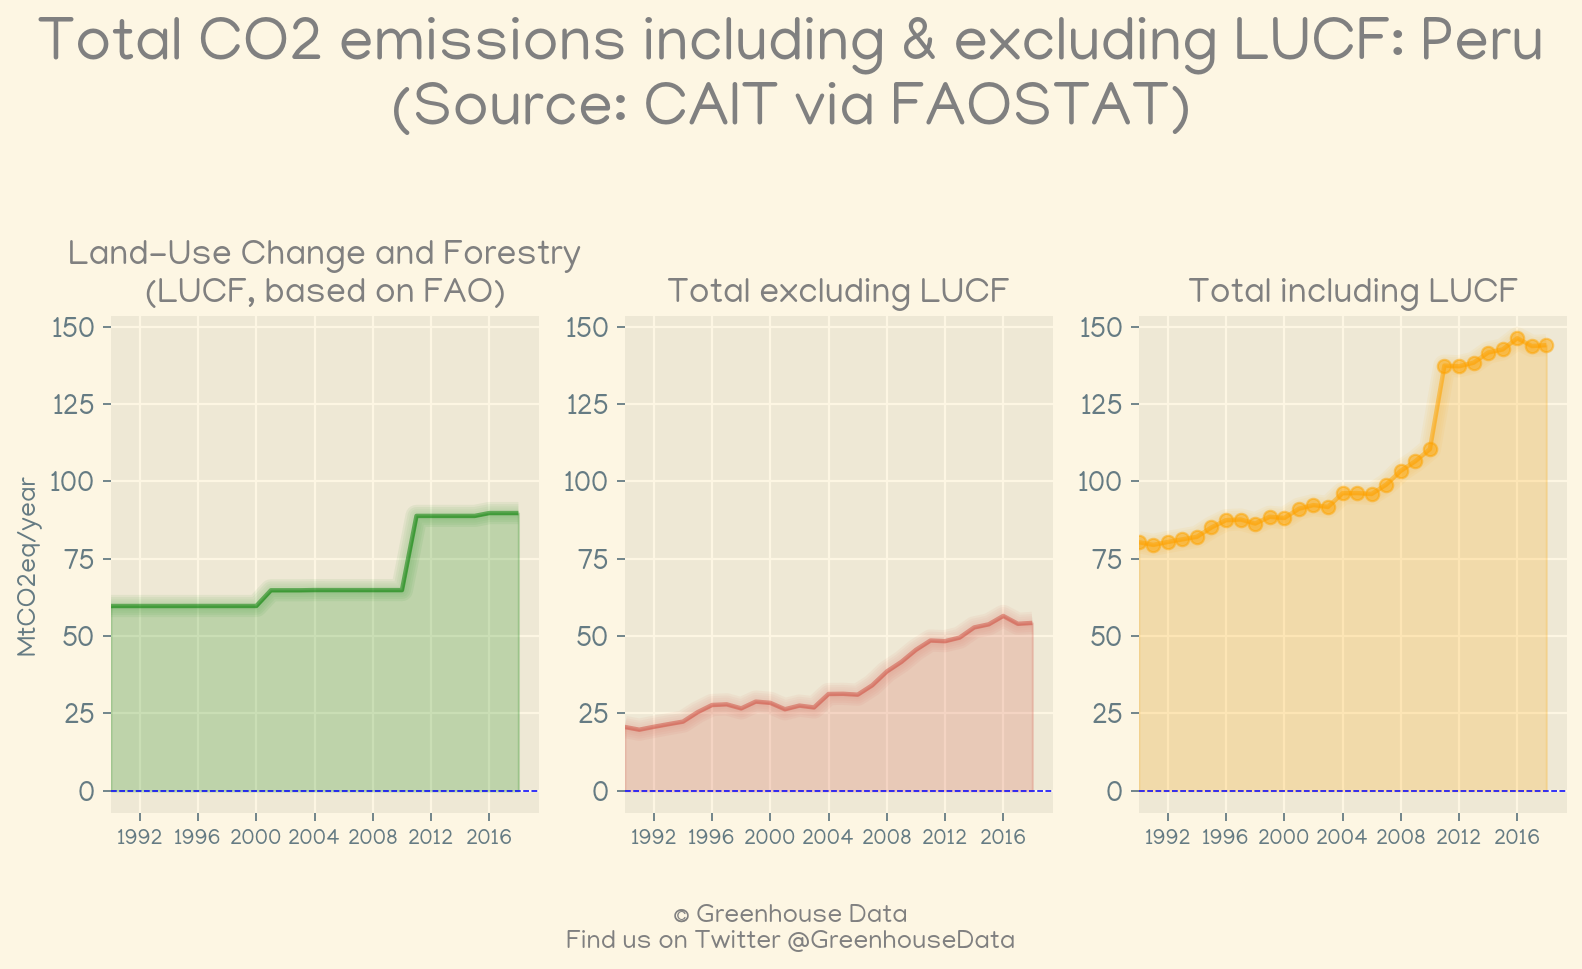 Total CO2 emissions including & excluding LUCF: Peru
(Source: CAIT via FAOSTAT)
Land-Use Change and Forestry
(LUCF, based on FAO)
150
125
100
75
50
25
0
MtCO2eq/year
1992 1996 2000 2004 2008 2012 2016
Total excluding LUCF
150
125
100
75
50
25
0
1992 1996 2000 2004 2008 2012 2016
Total including LUCF
150
125
100
75
50
25
0
1992 1996 2000 2004 2008 2012 2016
© Greenhouse Data
Find us on Twitter @GreenhouseData